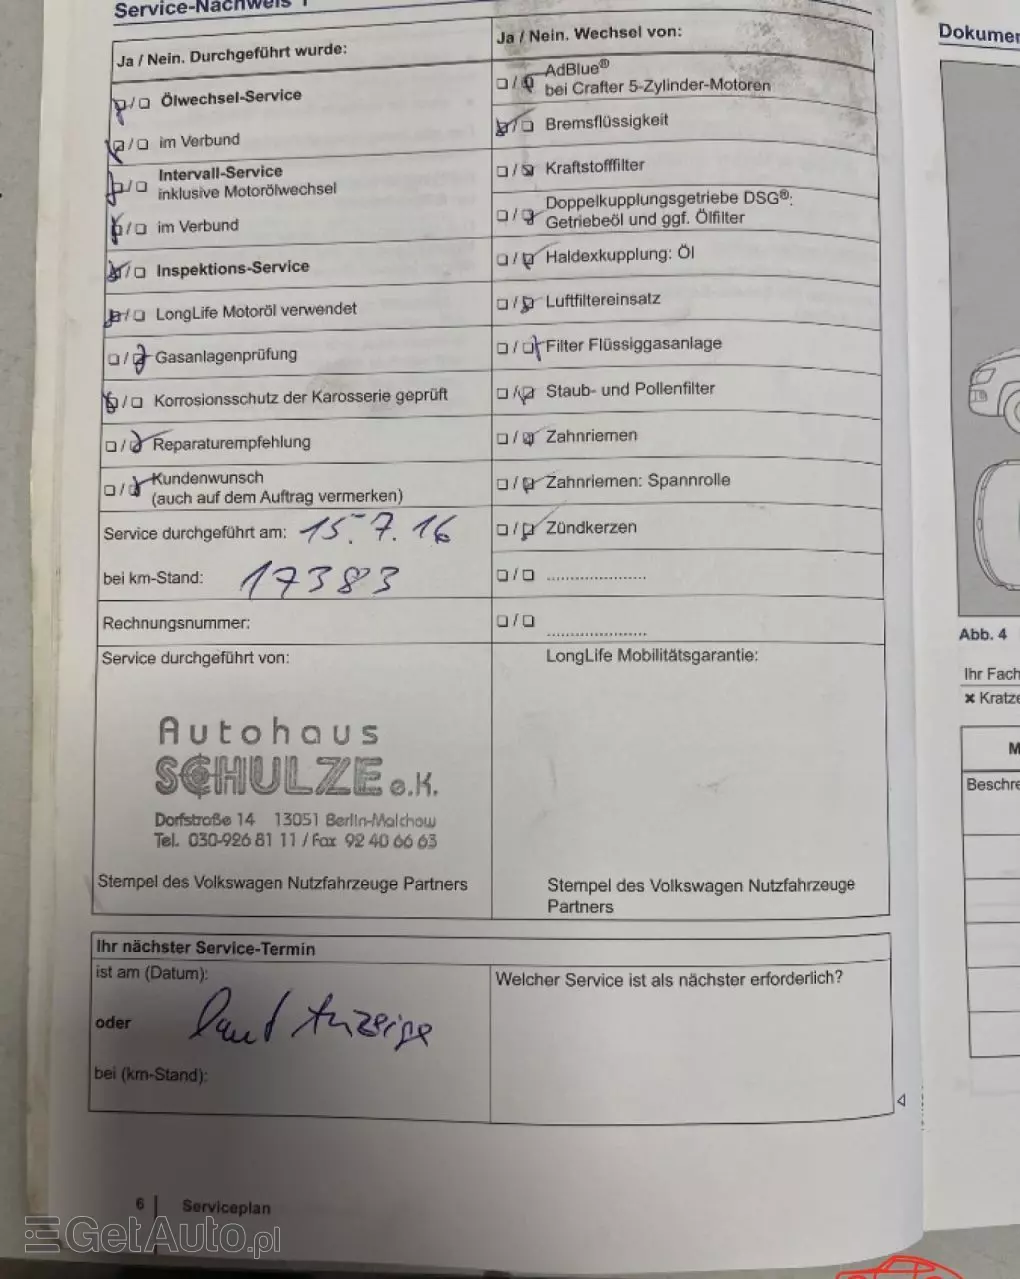 Service-Nachweis 1
Ja / Nein. Durchgeführt wurde:
Ölwechsel-Service
im Verbund
Intervall-Service
inklusive Motorölwechsel
im Verbund
Inspektions-Service
LongLife Motoröl verwendet
Gasanlagenprüfung
Korrosionsschutz der Karosserie geprüft
Reparaturempfehlung
Kundenwunsch
(auch auf dem Auftrag vermerken)
Service durchgeführt am: 15.7.16
bei km-Stand: 17383
Rechnungsnummer:
Service durchgeführt von:
Autohaus
SCHULZE e.K.
Dorfstraße 14 13051 Berlin-Malchow
Tel. 030-926 81 11 / Fax 92 40 66 63
Stempel des Volkswagen Nutzfahrzeuge Partners
Ja / Nein. Wechsel von:
AdBlue®
bei Crafter 5-Zylinder-Motoren
Bremsflüssigkeit
Kraftstofffilter
Doppelkupplungsgetriebe DSG®:
Getriebeöl und ggf. Ölfilter
Haldexkupplung: Öl
Luftfiltereinsatz
Filter Flüssiggasanlage
Staub- und Pollenfilter
Zahnriemen
Zahnriemen: Spannrolle
Zündkerzen
LongLife Mobilitätsgarantie:
Stempel des Volkswagen Nutzfahrzeuge
Partners
Ihr nächster Service-Termin
ist am (Datum):
oder laut Anzeige
bei (km-Stand):
Welcher Service ist als nächster erforderlich?
6 | Serviceplan
GetAuto.pl
Abb. 4
Ihr Fach
✖ Kratze
M
Beschre